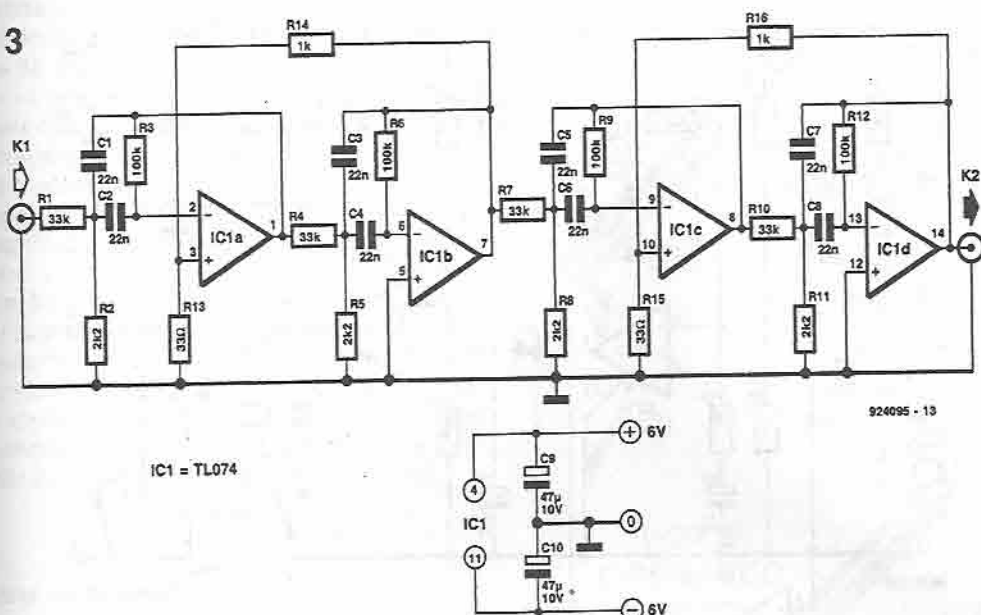 3
R14
1k
R16
1k
K1
C1
22n
R3
100k
C3
22n
R6
100k
C5
22n
R9
100k
C7
22n
R12
100k
K2
R1
33k
C2
22n
2
–
3
+
IC1a
1
R4
33k
C4
22n
6
–
5
+
IC1b
7
R7
33k
C6
22n
9
–
10
+
IC1c
8
R10
33k
C8
22n
13
–
12
+
IC1d
14
R2
2k2
R13
33Ω
R5
2k2
R8
2k2
R15
33Ω
R11
2k2
924095 - 13
IC1 = TL074
+ 6V
C9
47µ
10V
4
IC1
0
11
C10
47µ
10V
– 6V